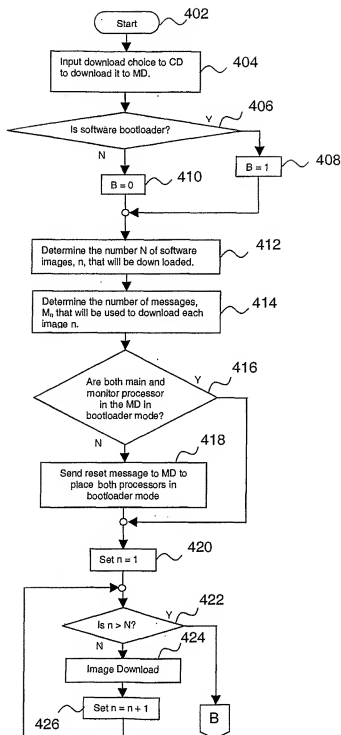 Start
402
Input download choice to CD
to download it to MD.
404
406
Is software bootloader?
Y
N
B = 1
408
B = 0
410
Determine the number N of software
images, n, that will be down loaded.
412
Determine the number of messages,
Mn that will be used to download each
image n.
414
416
Are both main and
monitor processor
in the MD in
bootloader mode?
Y
N
418
Send reset message to MD to
place both processors in
bootloader mode
Set n = 1
420
422
Is n > N?
Y
N
424
Image Download
Set n = n + 1
426
B